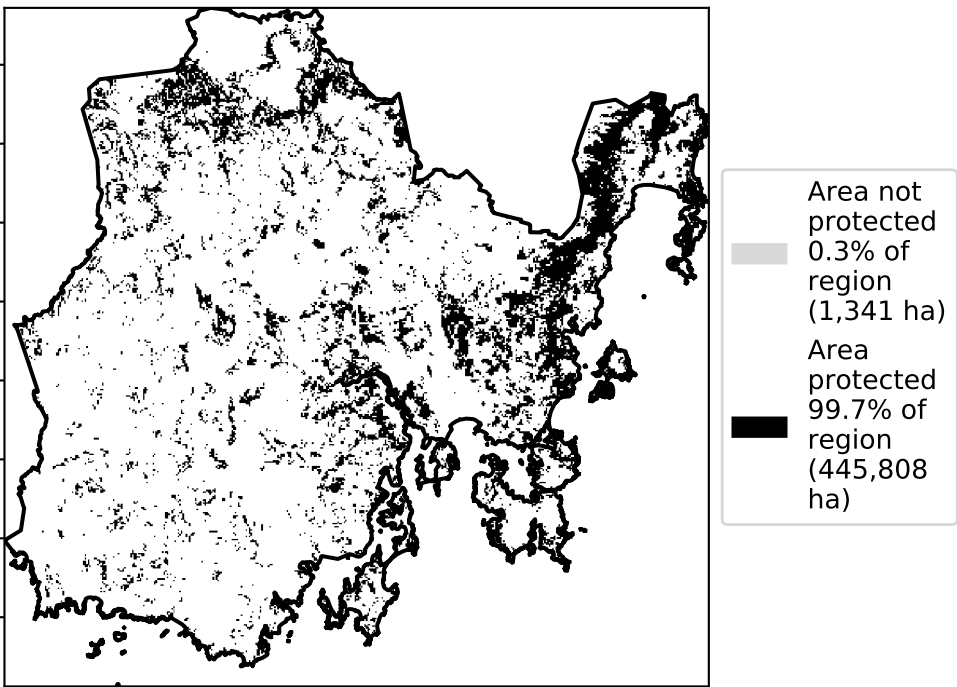 Area not
protected
0.3% of
region
(1,341 ha)
Area
protected
99.7% of
region
(445,808
ha)